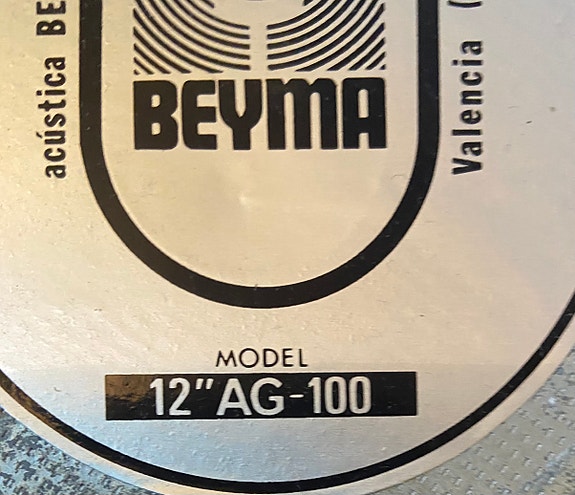 acústica BE
BEYMA
Valencia (
MODEL
12" AG-100